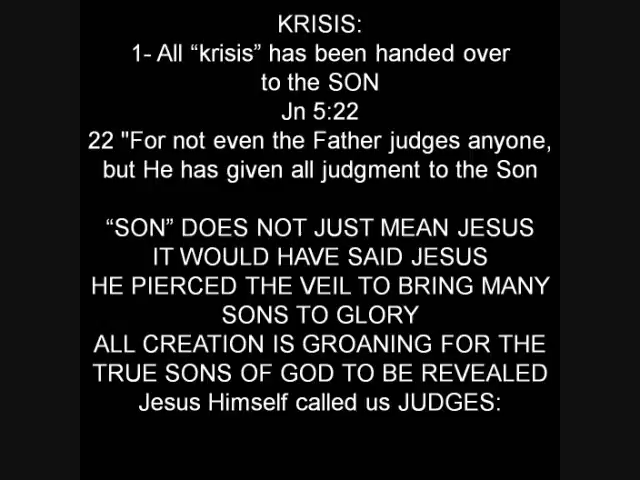 KRISIS:
1- All “krisis” has been handed over
to the SON
Jn 5:22
22 "For not even the Father judges anyone,
but He has given all judgment to the Son
“SON” DOES NOT JUST MEAN JESUS
IT WOULD HAVE SAID JESUS
HE PIERCED THE VEIL TO BRING MANY
SONS TO GLORY
ALL CREATION IS GROANING FOR THE
TRUE SONS OF GOD TO BE REVEALED
Jesus Himself called us JUDGES: